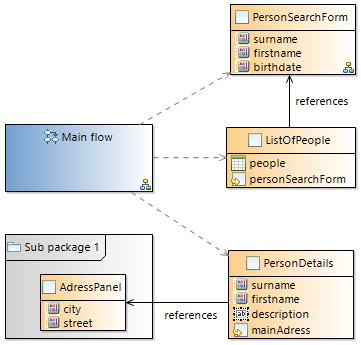 PersonSearchForm
surname
firstname
birthdate
references
Main flow
ListOfPeople
people
personSearchForm
Sub package 1
AdressPanel
city
street
references
PersonDetails
surname
firstname
description
mainAdress